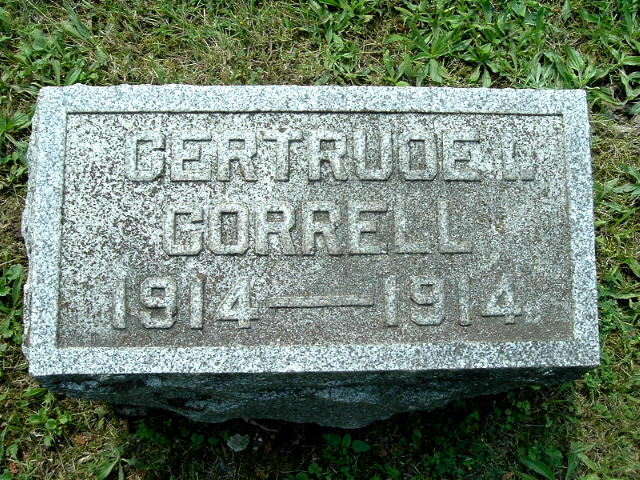 GERTRUDE I.
CORRELL
1914—1914.